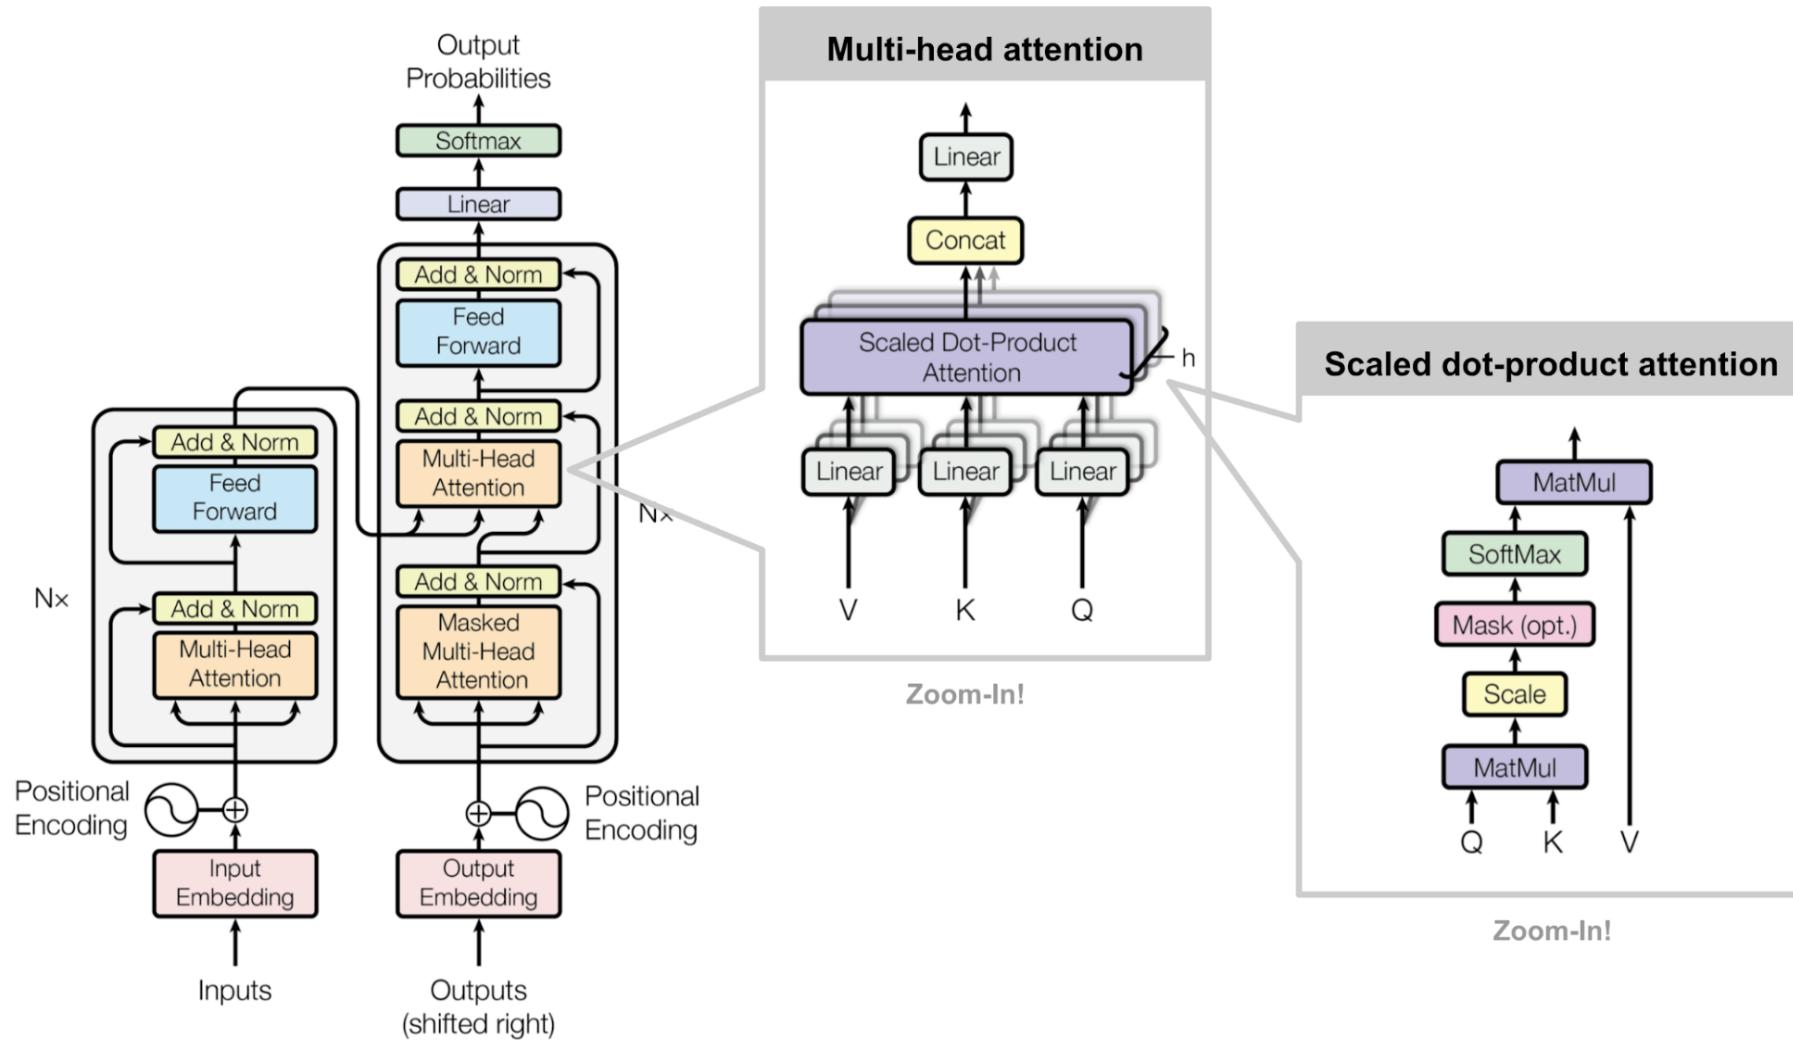 Output
Probabilities
Softmax
Linear
Add & Norm
Feed
Forward
Add & Norm
Multi-Head
Attention
Nx
Add & Norm
Masked
Multi-Head
Attention
Positional
Encoding
Output
Embedding
Outputs
(shifted right)
Add & Norm
Feed
Forward
Nx
Add & Norm
Multi-Head
Attention
Positional
Encoding
Input
Embedding
Inputs
Multi-head attention
Linear
Concat
Scaled Dot-Product
Attention
h
Linear Linear Linear
V K Q
Zoom-In!
Scaled dot-product attention
MatMul
SoftMax
Mask (opt.)
Scale
MatMul
Q K V
Zoom-In!